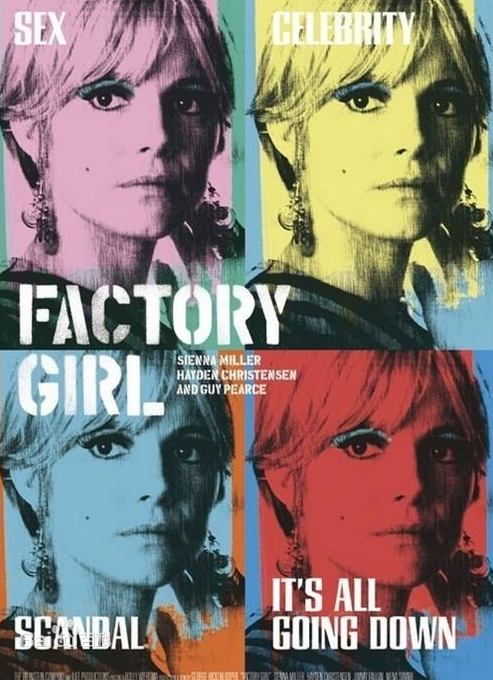 SEX
CELEBRITY
FACTORY
GIRL
SIENNA MILLER
HAYDEN CHRISTENSEN
AND GUY PEARCE
SCANDAL
IT'S ALL
GOING DOWN